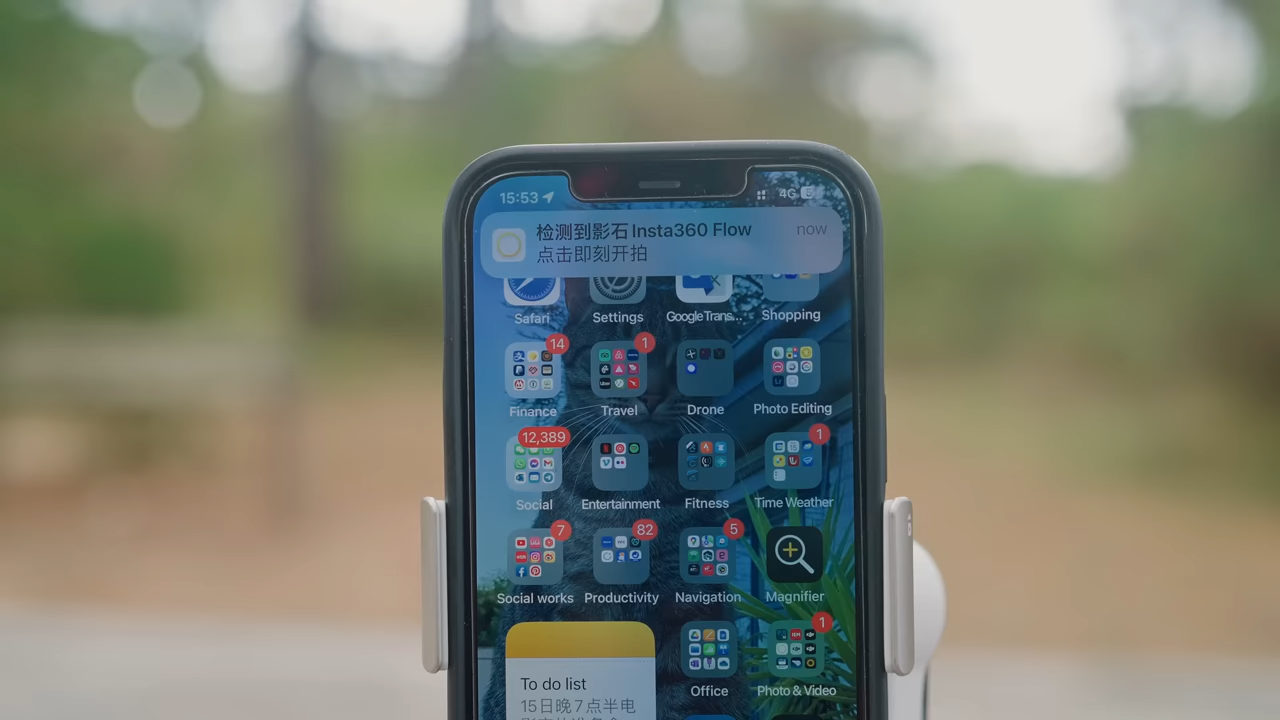 15:53
4G
检测到影石 Insta360 Flow
now
点击即刻开拍
Safari
Settings
Google Trans...
Shopping
14
1
Finance
Travel
Drone
Photo Editing
12,389
1
Social
Entertainment
Fitness
Time Weather
7
82
5
Social works
Productivity
Navigation
Magnifier
1
To do list
15日晚7点半电
Office
Photo & Video